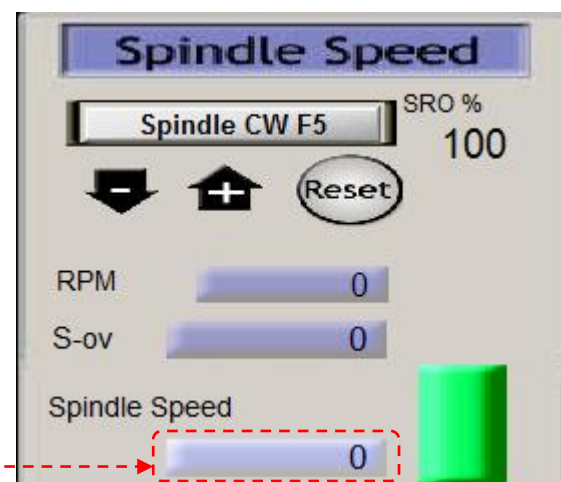 Spindle Speed
Spindle CW F5
SRO %
100
- + Reset
RPM 0
S-ov 0
Spindle Speed
0